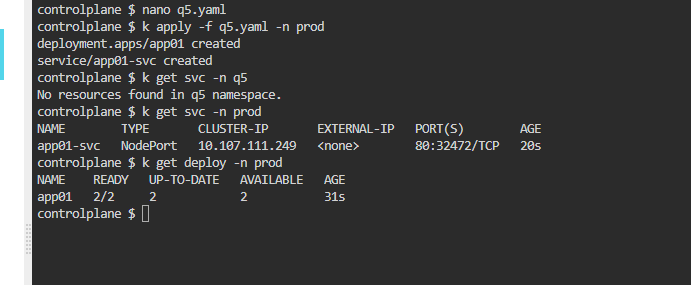 controlplane $ nano q5.yaml
controlplane $ k apply -f q5.yaml -n prod
deployment.apps/app01 created
service/app01-svc created
controlplane $ k get svc -n q5
No resources found in q5 namespace.
controlplane $ k get svc -n prod
NAME        TYPE       CLUSTER-IP       EXTERNAL-IP   PORT(S)        AGE
app01-svc   NodePort   10.107.111.249   <none>        80:32472/TCP   20s
controlplane $ k get deploy -n prod
NAME    READY   UP-TO-DATE   AVAILABLE   AGE
app01   2/2     2            2           31s
controlplane $